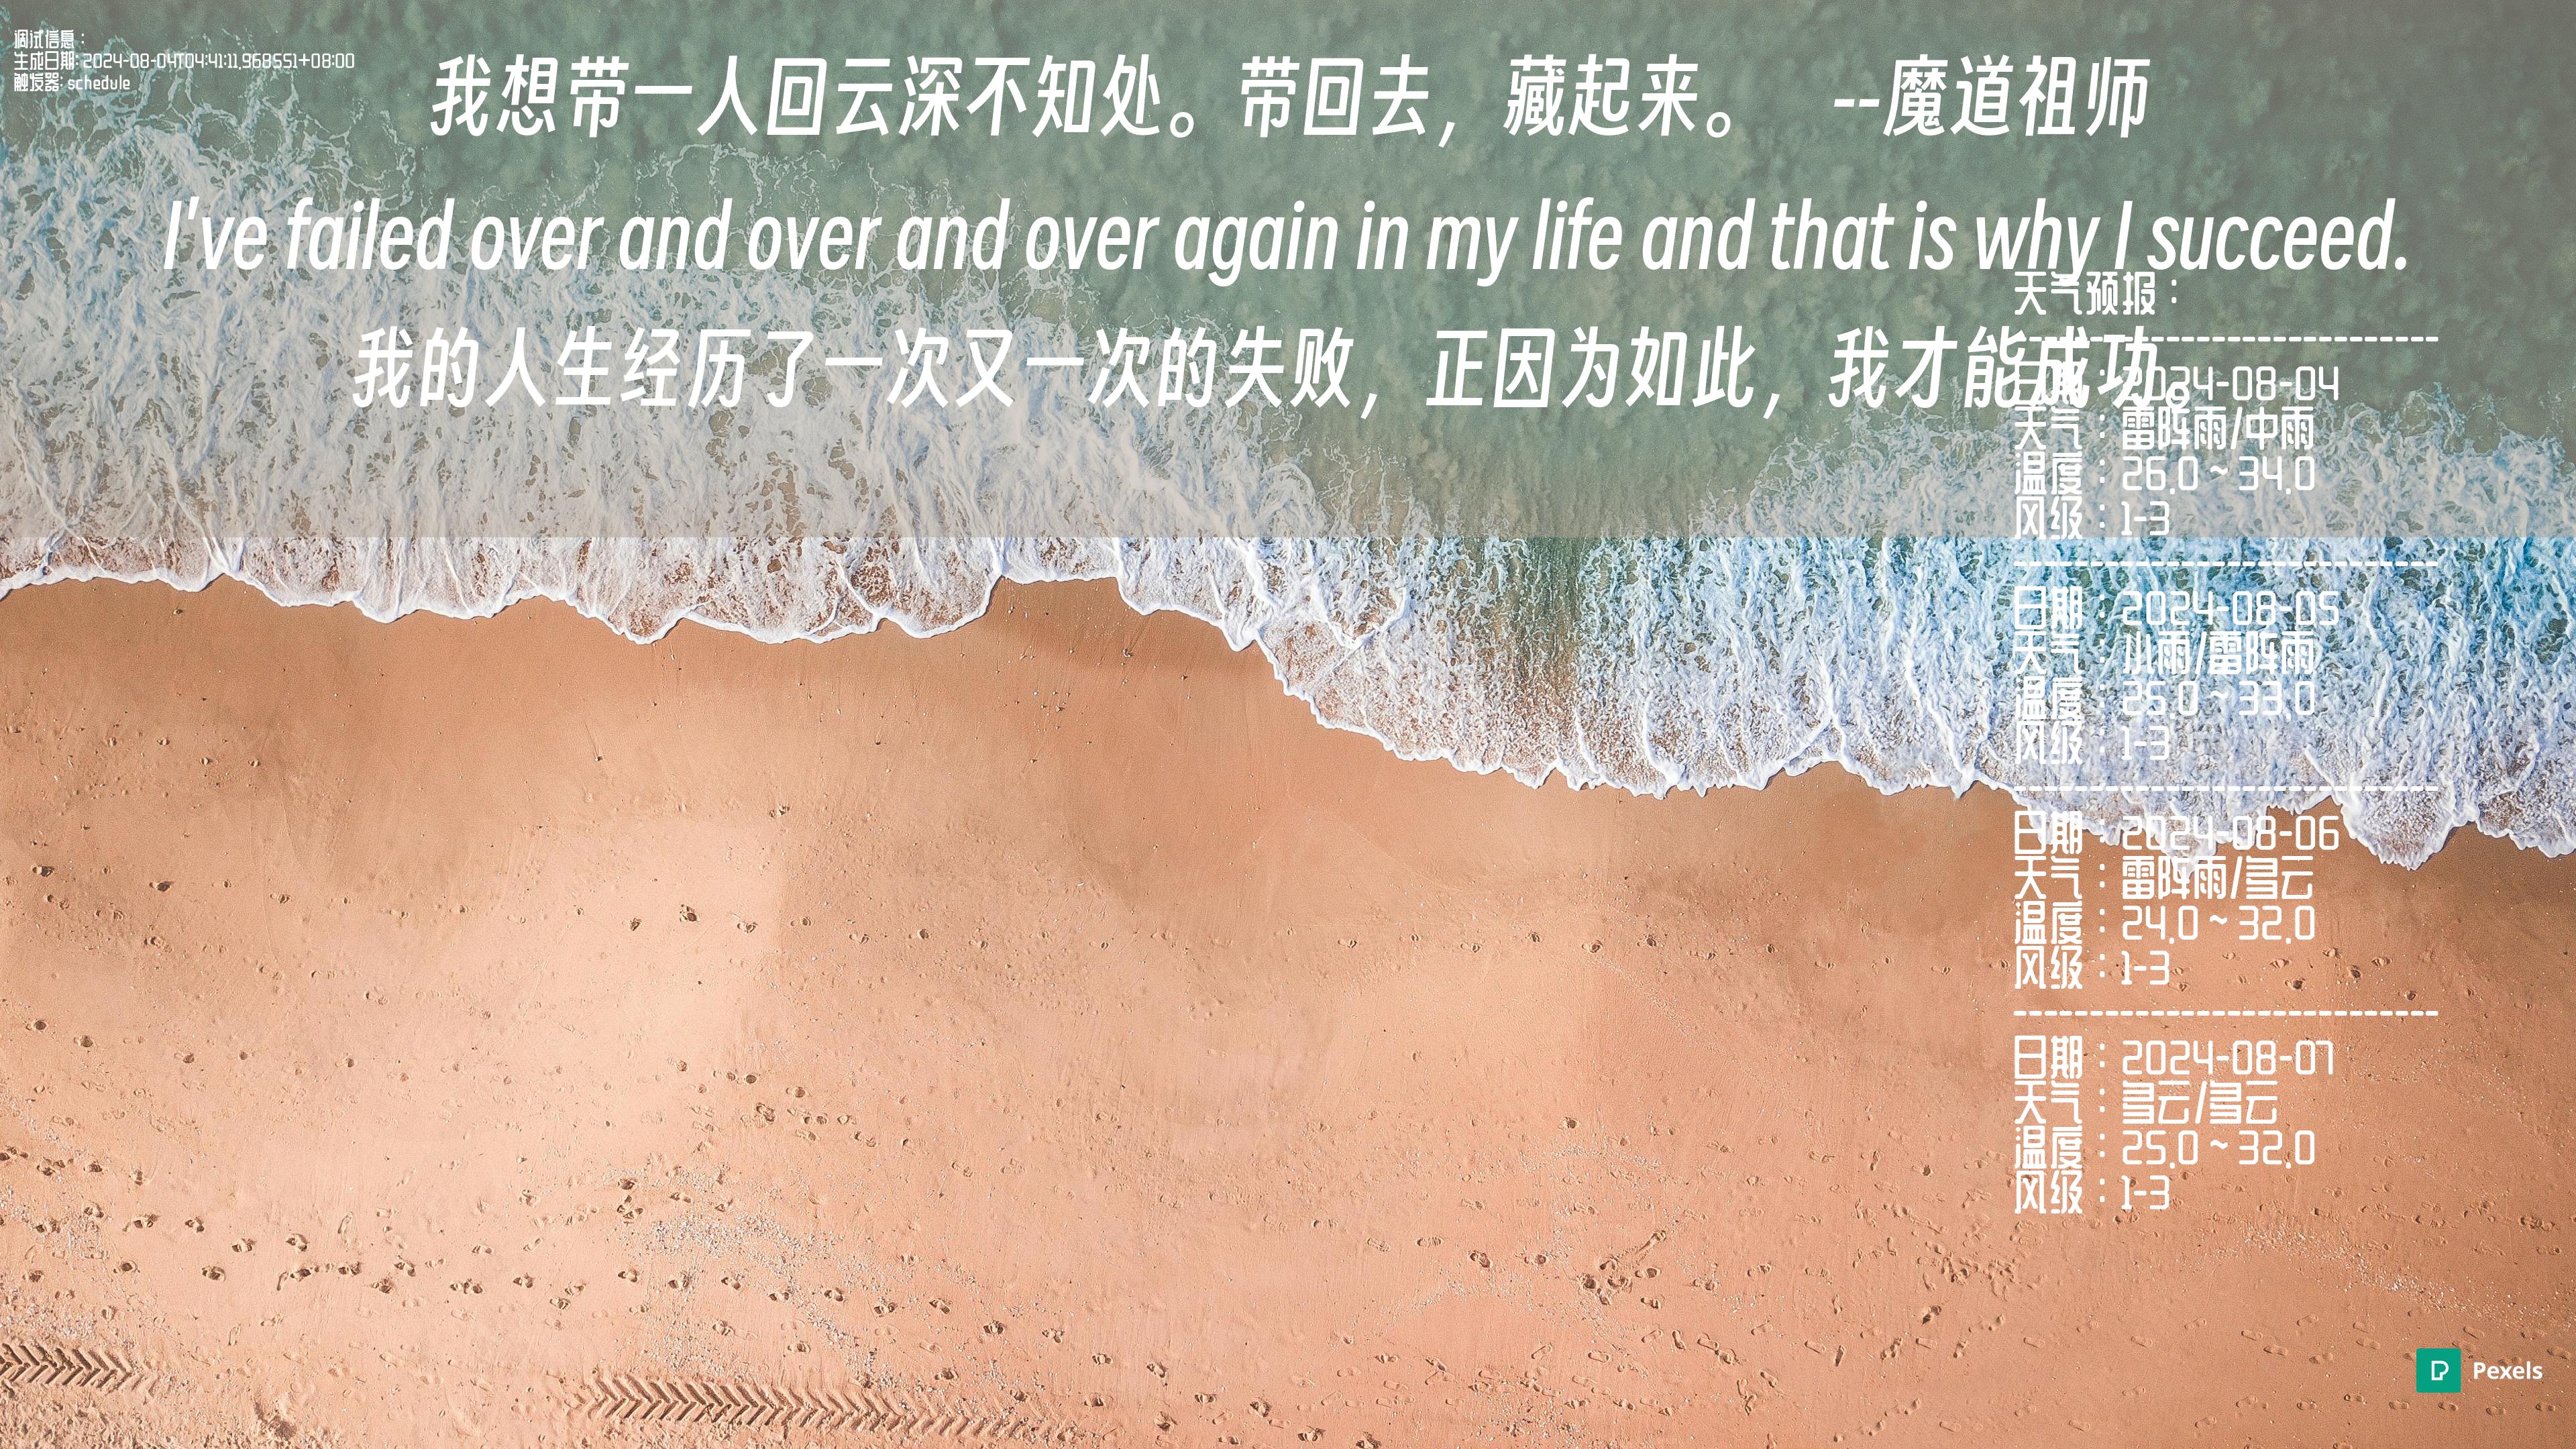 调试信息：
生成日期: 2024-08-04T04:41:11.968551+08:00
触发器: schedule
我想带一人回云深不知处。带回去，藏起来。 --魔道祖师
I've failed over and over and over again in my life and that is why I succeed.
我的人生经历了一次又一次的失败，正因为如此，我才能成功。
天气预报：
----------------------------
日期：2024-08-04
天气：雷阵雨/中雨
温度：26.0 ~ 34.0
风级：1-3
----------------------------
日期：2024-08-05
天气：小雨/雷阵雨
温度：25.0 ~ 33.0
风级：1-3
----------------------------
日期：2024-08-06
天气：雷阵雨/多云
温度：24.0 ~ 32.0
风级：1-3
----------------------------
日期：2024-08-07
天气：多云/多云
温度：25.0 ~ 32.0
风级：1-3
Pexels